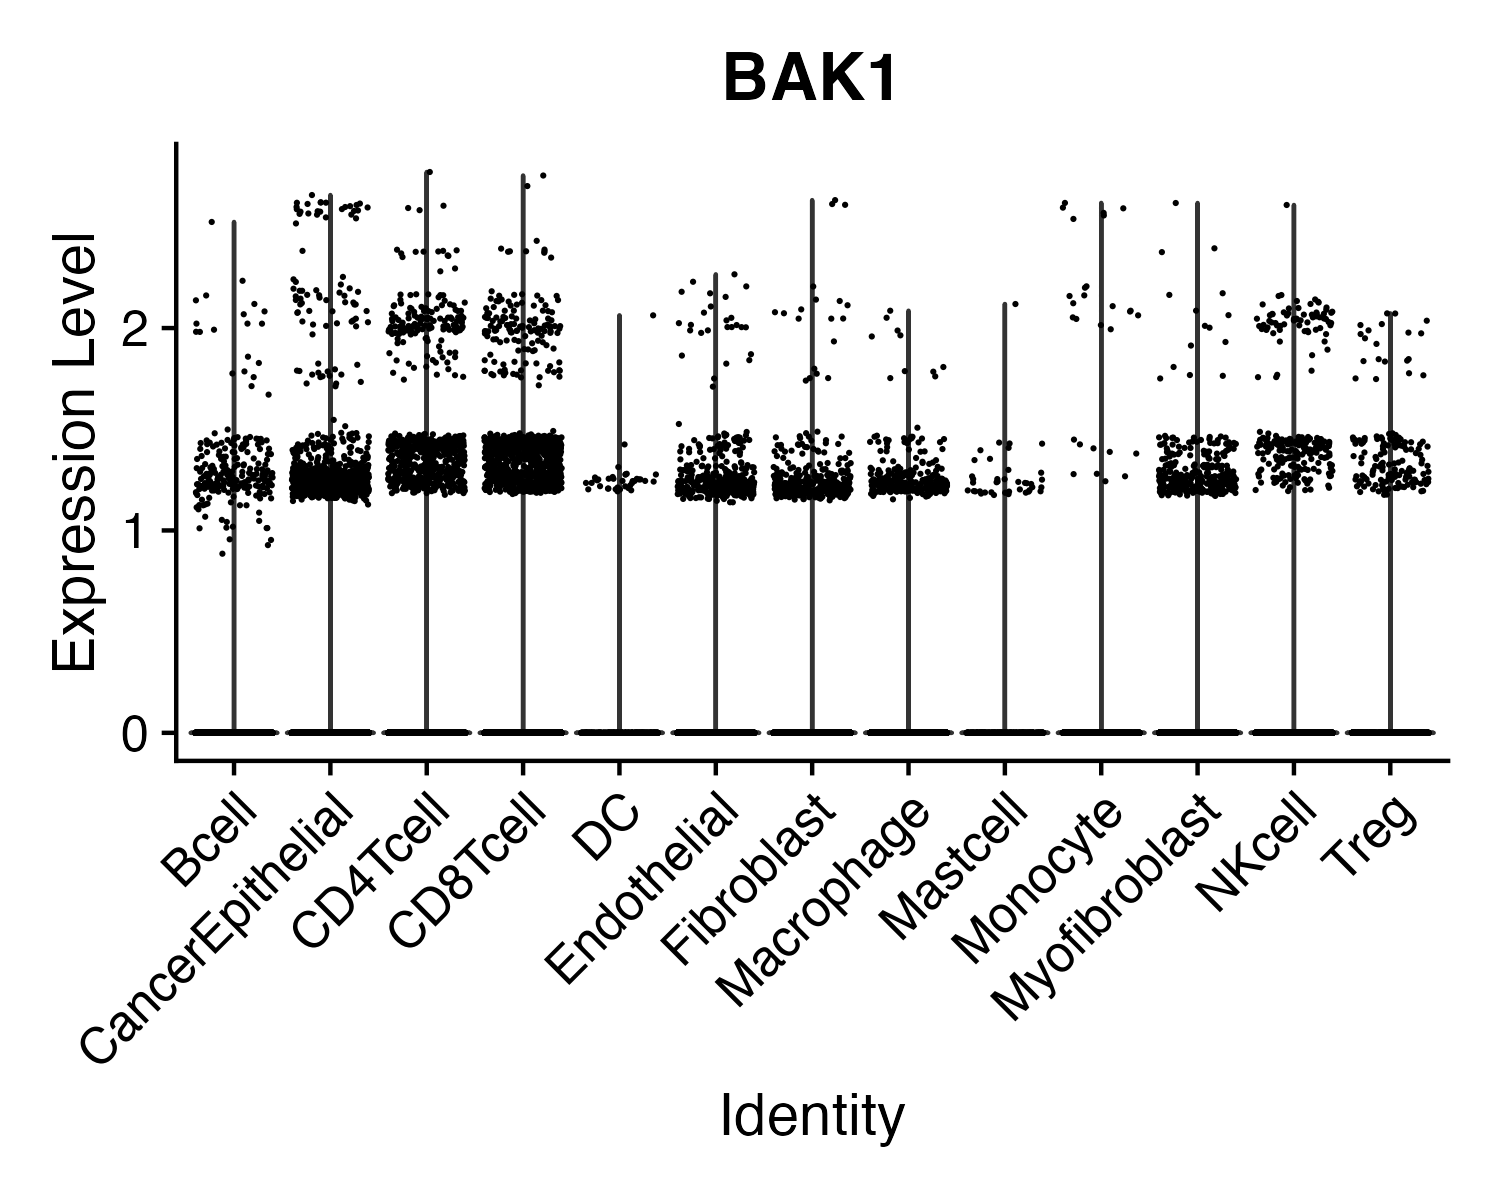 BAK1
Expression Level
2
1
0
Bcell
CancerEpithelial
CD4Tcell
CD8Tcell
DC
Endothelial
Fibroblast
Macrophage
Mastcell
Monocyte
Myofibroblast
NKcell
Treg
Identity